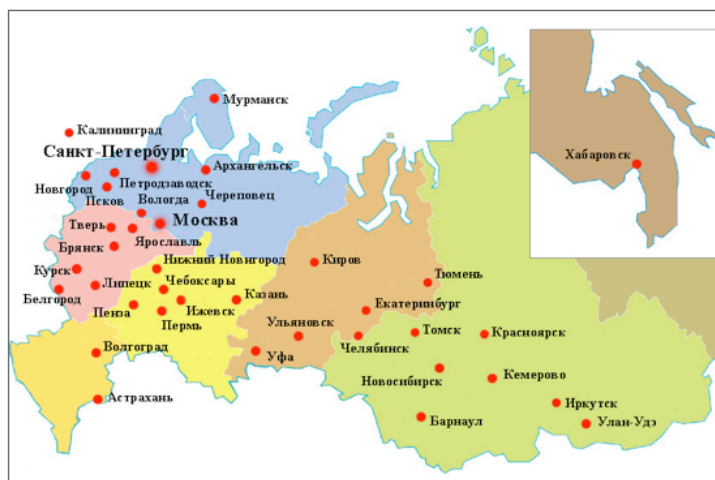 Мурманск
Калининград
Санкт-Петербург
Архангельск
Новгород
Петродзаводск
Псков
Вологда
Череповец
Москва
Тверь
Ярославль
Брянск
Нижний Новнгород
Курск
Чебоксары
Белгород
Липецк
Казань
Пенза
Ижевск
Пермь
Волгоград
Астрахань
Киров
Тюмень
Екатеринбург
Ульяновск
Уфа
Челябинск
Томск
Красноярск
Новосибирск
Кемерово
Барнаул
Иркутск
Улан-Удэ
Хабаровск